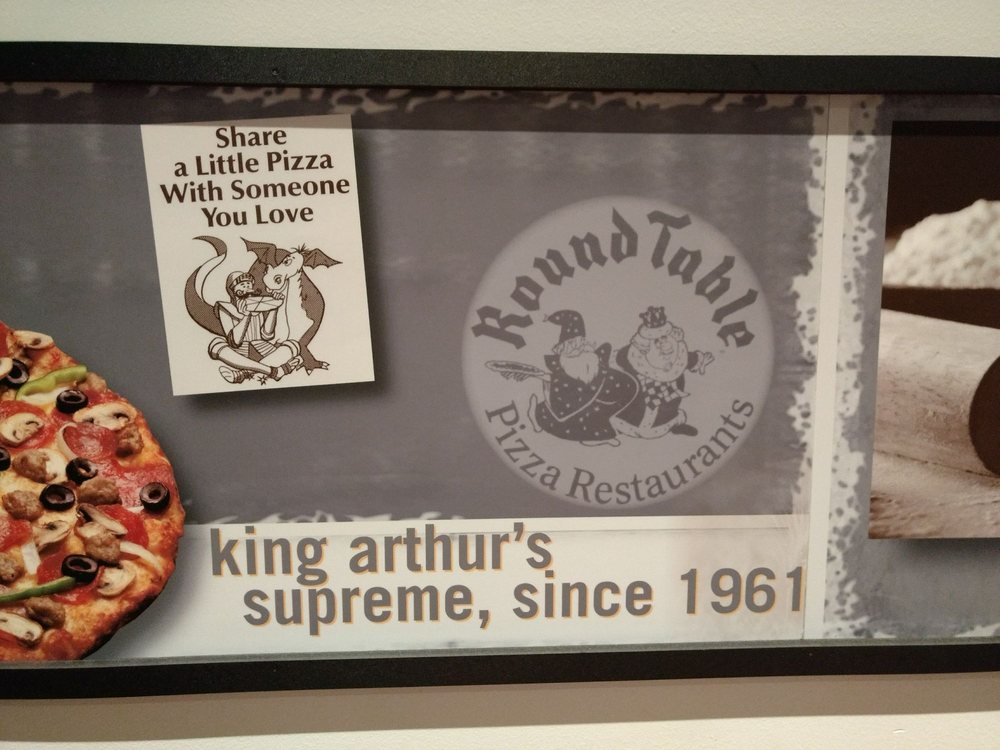 Share
a Little Pizza
With Someone
You Love
Round Table
Pizza Restaurants
king arthur's
supreme, since 1961